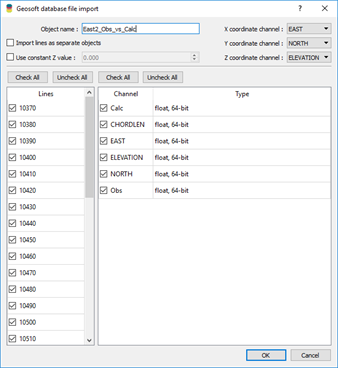 Geosoft database file import
Object name : East2_Obs_vs_Calc
X coordinate channel : EAST
Import lines as separate objects
Y coordinate channel : NORTH
Use constant Z value : 0.000
Z coordinate channel : ELEVATION
Check All Uncheck All Check All Uncheck All
Lines Channel Type
10370 Calc float, 64-bit
10380 CHORDLEN float, 64-bit
10390 EAST float, 64-bit
10400 ELEVATION float, 64-bit
10410 NORTH float, 64-bit
10420 Obs float, 64-bit
10430
10440
10450
10460
10470
10480
10490
10500
10510
OK Cancel